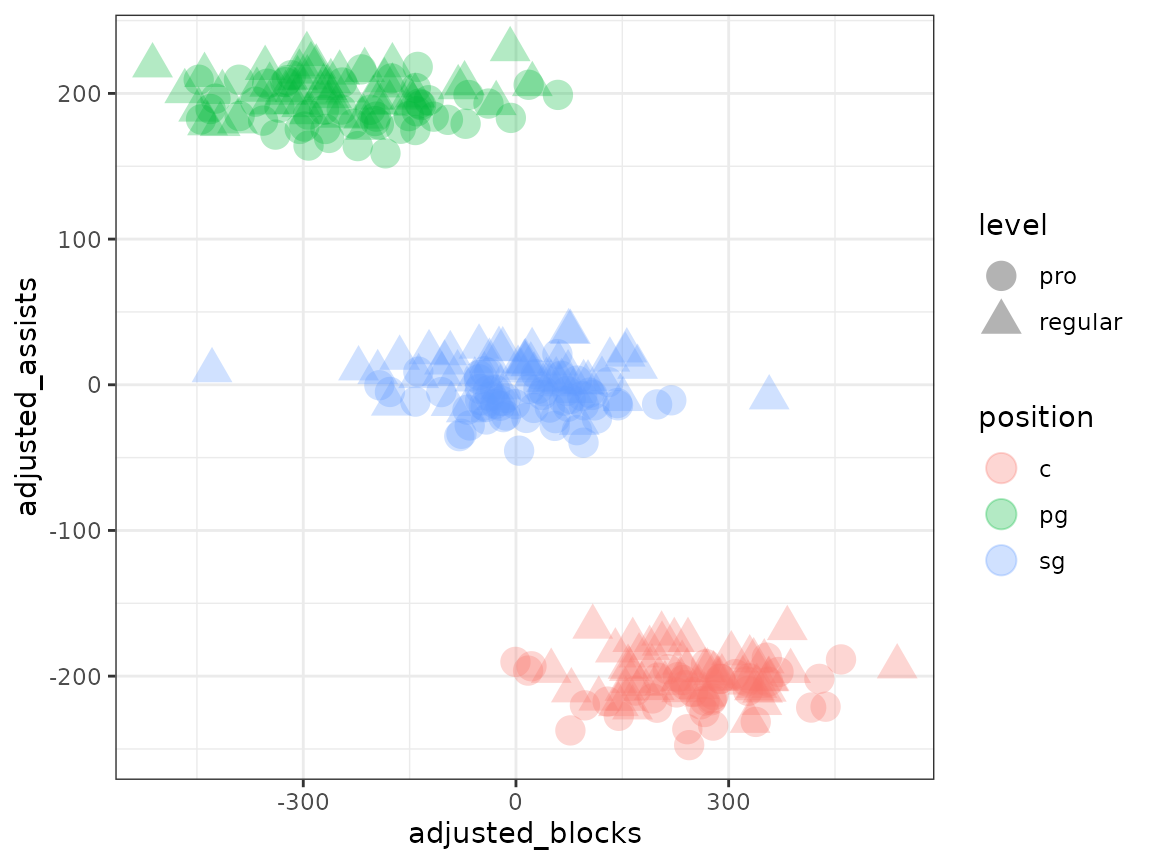 adjusted_assists
200
100
0
-100
-200
-300
0
300
adjusted_blocks
level
pro
regular
position
c
pg
sg